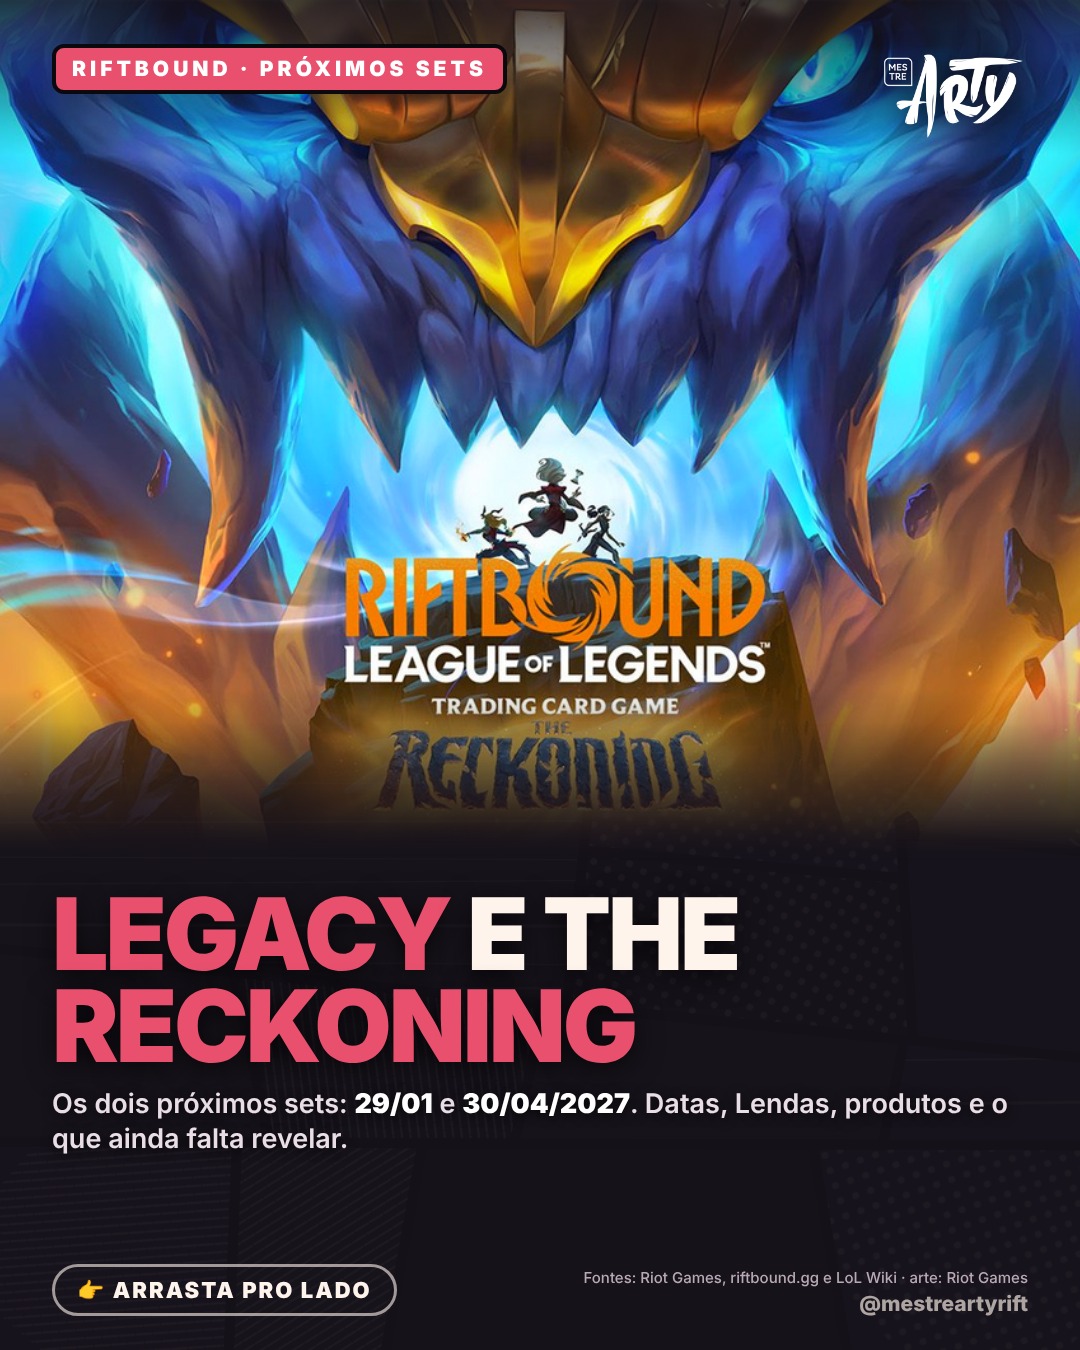 RIFTBOUND · PRÓXIMOS SETS
MES
TRE
ARTY
RIFTBOUND
LEAGUE OF LEGENDS™
TRADING CARD GAME
THE
RECKONING
LEGACY E THE
RECKONING
Os dois próximos sets: 29/01 e 30/04/2027. Datas, Lendas, produtos e o
que ainda falta revelar.
👉 ARRASTA PRO LADO
Fontes: Riot Games, riftbound.gg e LoL Wiki · arte: Riot Games
@mestreartyrift